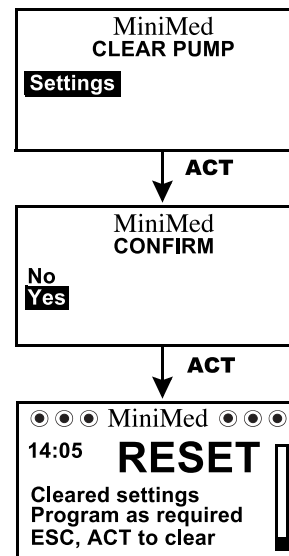 MiniMed
CLEAR PUMP
Settings
ACT
MiniMed
CONFIRM
No
Yes
ACT
MiniMed
14:05 RESET
Cleared settings
Program as required
ESC, ACT to clear